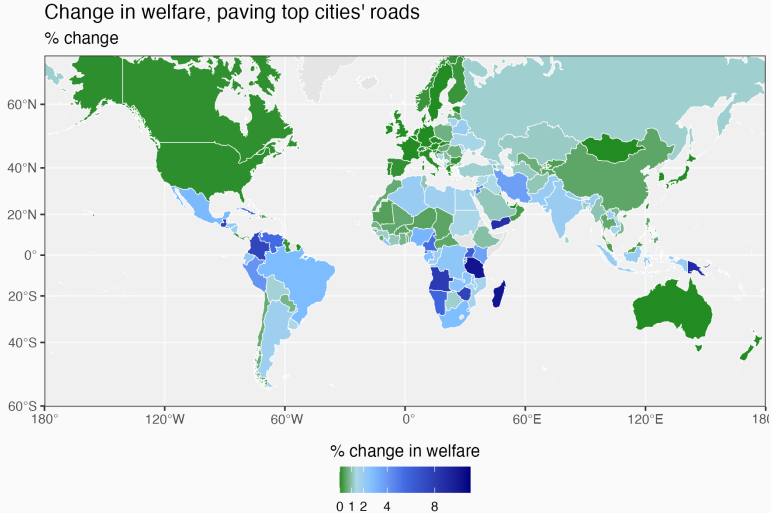 Change in welfare, paving top cities' roads
% change
60°N
40°N
20°N
0°
20°S
40°S
60°S
180° 120°W 60°W 0° 60°E 120°E 180
% change in welfare
0 1 2 4 8